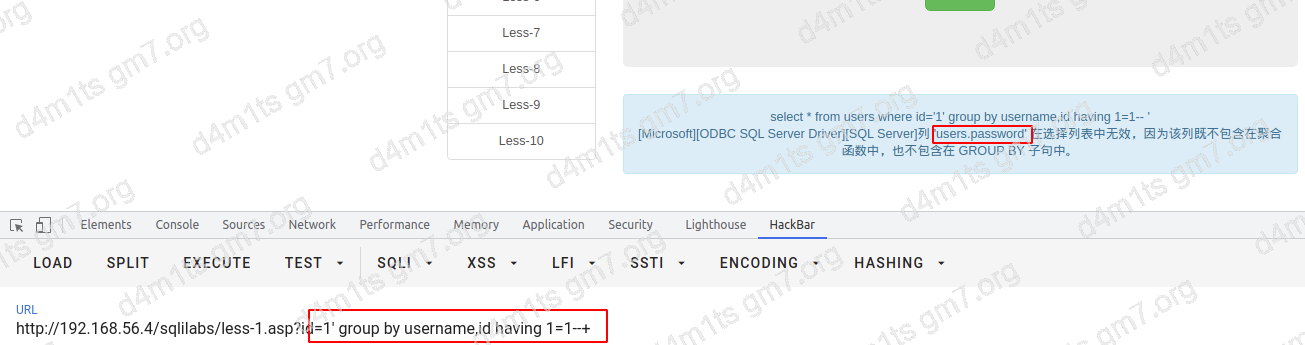 Less-7
Less-8
Less-9
Less-10
select * from users where id='1' group by username,id having 1=1-- '
[Microsoft][ODBC SQL Server Driver][SQL Server]列 'users.password' 在选择列表中无效，因为该列既不包含在聚合
函数中，也不包含在 GROUP BY 子句中。
Elements Console Sources Network Performance Memory Application Security Lighthouse HackBar
LOAD SPLIT EXECUTE TEST SQLI XSS LFI SSTI ENCODING HASHING
URL
http://192.168.56.4/sqlilabs/less-1.asp?id=1' group by username,id having 1=1--+
d4m1ts gm7.org